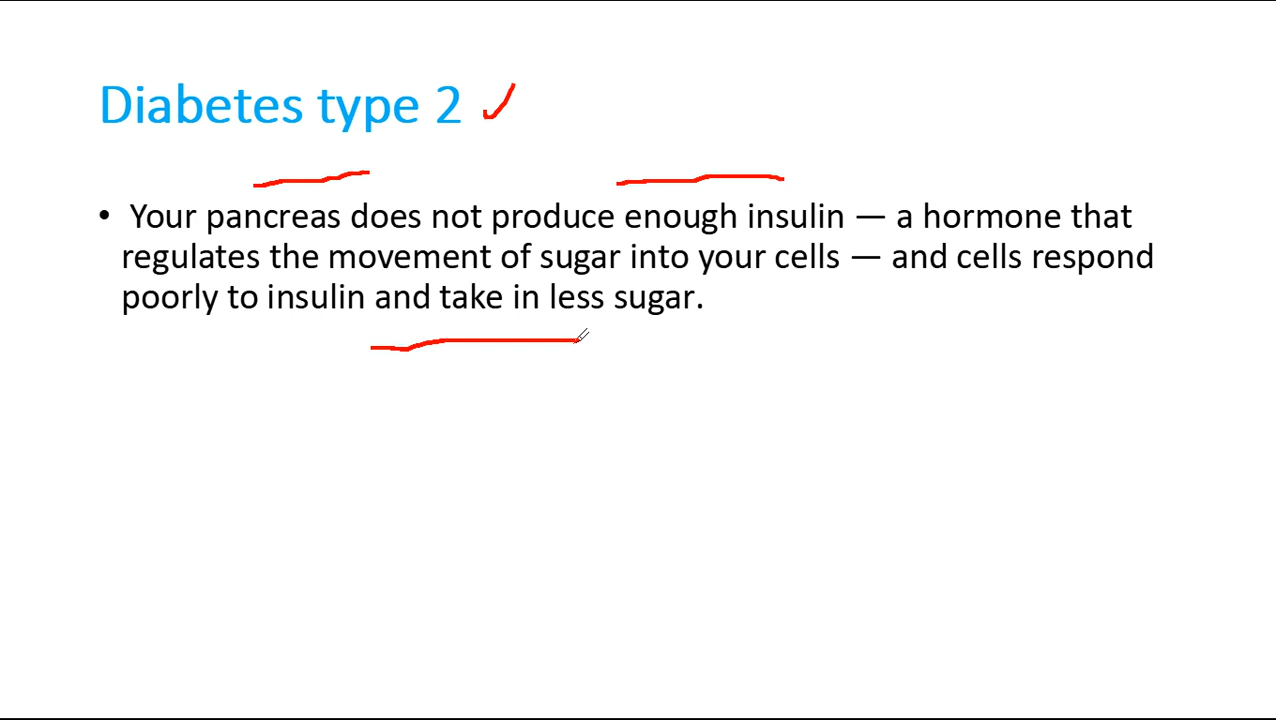 Diabetes type 2
• Your pancreas does not produce enough insulin — a hormone that
regulates the movement of sugar into your cells — and cells respond
poorly to insulin and take in less sugar.